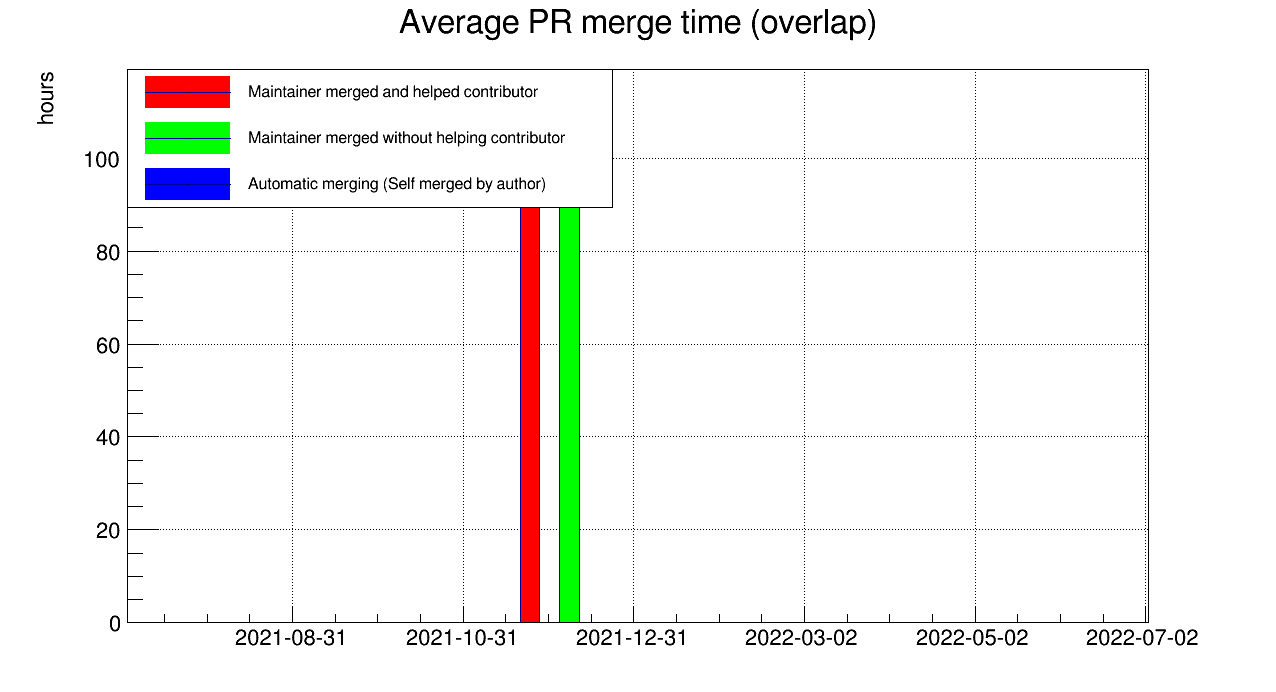 Average PR merge time (overlap)
hours
Maintainer merged and helped contributor
Maintainer merged without helping contributor
Automatic merging (Self merged by author)
100
80
60
40
20
0
2021-08-31 2021-10-31 2021-12-31 2022-03-02 2022-05-02 2022-07-02